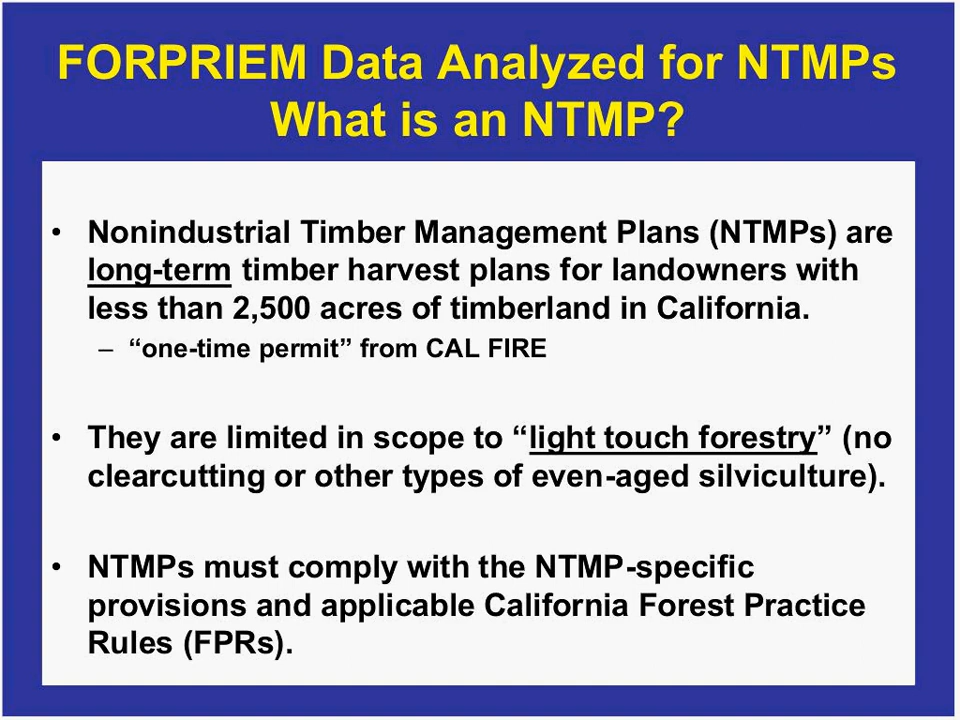 FORPRIEM Data Analyzed for NTMPs
What is an NTMP?
• Nonindustrial Timber Management Plans (NTMPs) are
long-term timber harvest plans for landowners with
less than 2,500 acres of timberland in California.
– “one-time permit” from CAL FIRE
• They are limited in scope to “light touch forestry” (no
clearcutting or other types of even-aged silviculture).
• NTMPs must comply with the NTMP-specific
provisions and applicable California Forest Practice
Rules (FPRs).